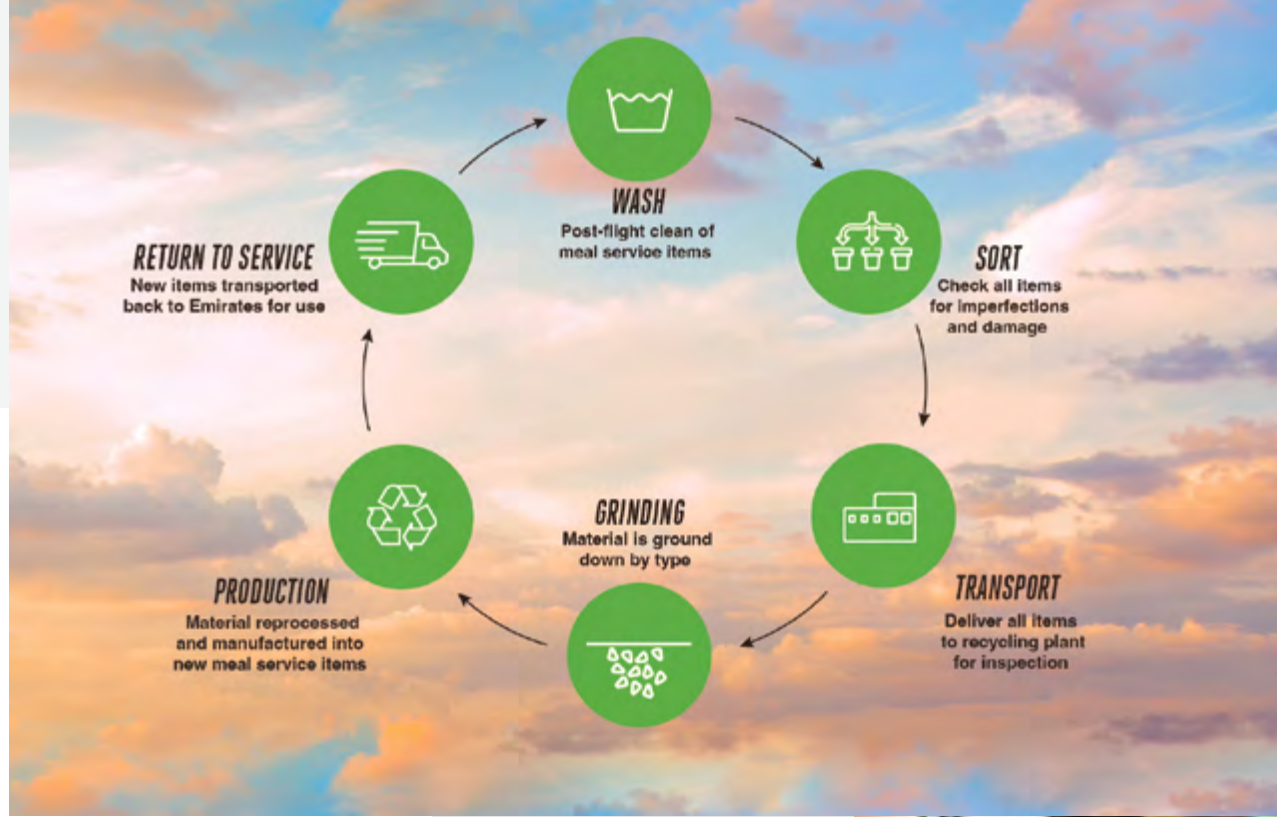 WASH
Post-flight clean of
meal service items
SORT
Check all items
for imperfections
and damage
TRANSPORT
Deliver all items
to recycling plant
for inspection
GRINDING
Material is ground
down by type
PRODUCTION
Material reprocessed
and manufactured into
new meal service items
RETURN TO SERVICE
New items transported
back to Emirates for use